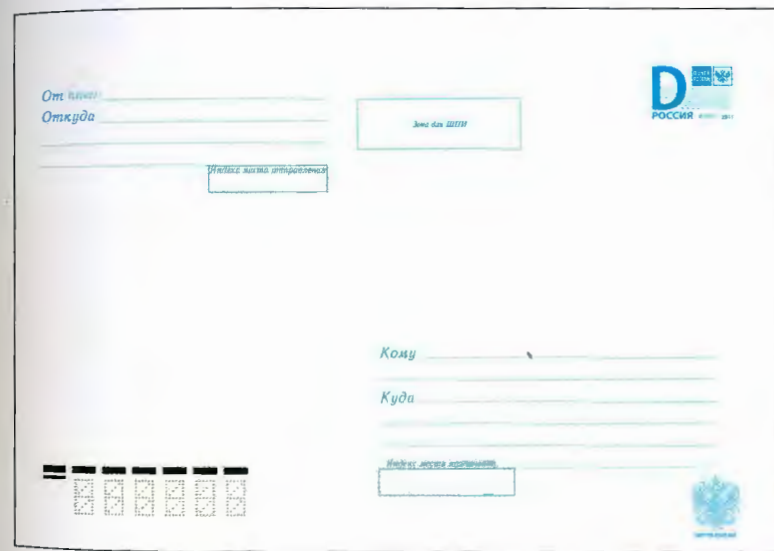 От кого
Откуда
Зона для ШПИ
D
РОССИЯ
Индекс места отправления
Кому
Куда
Индекс места назначения